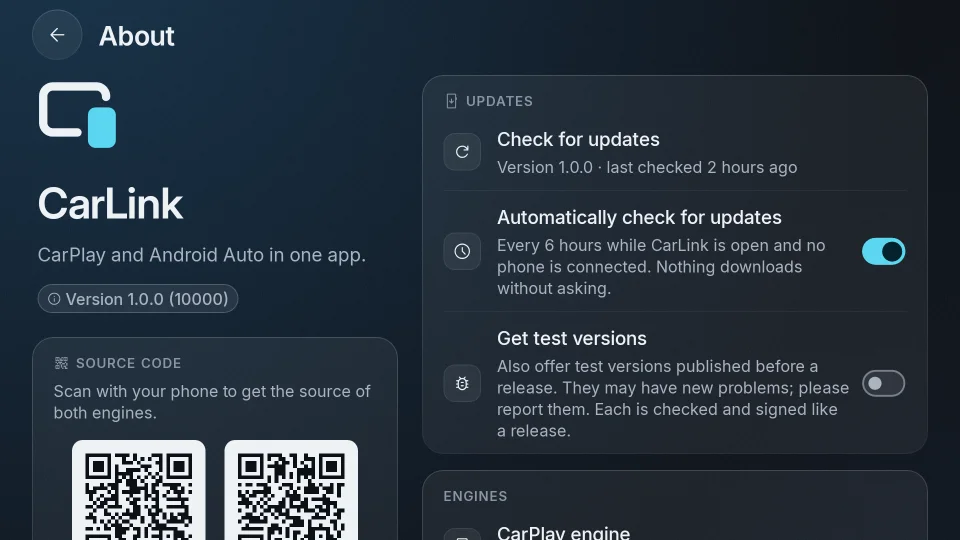 About
CarLink
CarPlay and Android Auto in one app.
Version 1.0.0 (10000)
SOURCE CODE
Scan with your phone to get the source of
both engines.
UPDATES
Check for updates
Version 1.0.0 · last checked 2 hours ago
Automatically check for updates
Every 6 hours while CarLink is open and no
phone is connected. Nothing downloads
without asking.
Get test versions
Also offer test versions published before a
release. They may have new problems; please
report them. Each is checked and signed like
a release.
ENGINES
CarPlay engine